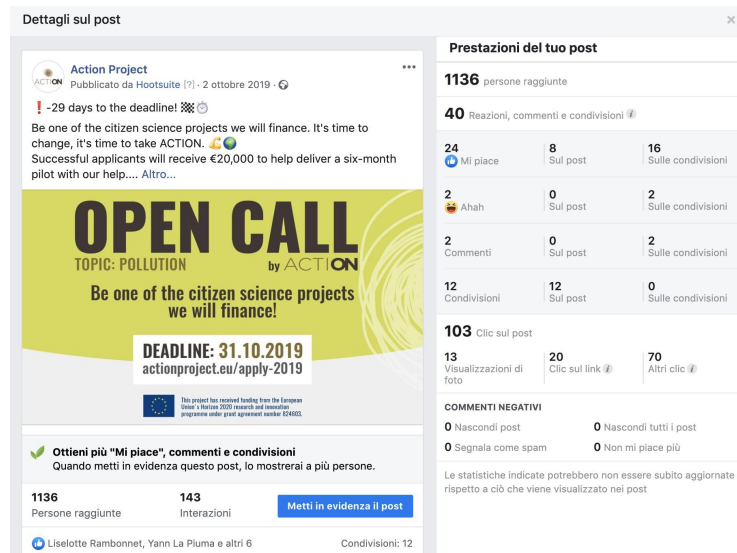 Dettagli sul post
×
Action Project
Pubblicato da Hootsuite [?] · 2 ottobre 2019 ·
❗ -29 days to the deadline! 🏁⏱
Be one of the citizen science projects we will finance. It's time to
change, it's time to take ACTION. 💪🌍
Successful applicants will receive €20,000 to help deliver a six-month
pilot with our help.... Altro...
ACTION
OPEN CALL
TOPIC: POLLUTION by ACTION
Be one of the citizen science projects
we will finance!
DEADLINE: 31.10.2019
actionproject.eu/apply-2019
This project has received funding from the European
Union's Horizon 2020 research and innovation
programme under grant agreement number 824603.
Ottieni più "Mi piace", commenti e condivisioni
Quando metti in evidenza questo post, lo mostrerai a più persone.
1136 143
Persone raggiunte Interazioni
Metti in evidenza il post
Liselotte Rambonnet, Yann La Piuma e altri 6 Condivisioni: 12
Prestazioni del tuo post
1136 persone raggiunte
40 Reazioni, commenti e condivisioni i
24 8 16
Mi piace Sul post Sulle condivisioni
2 0 2
Ahah Sul post Sulle condivisioni
2 0 2
Commenti Sul post Sulle condivisioni
12 12 0
Condivisioni Sul post Sulle condivisioni
103 Clic sul post
13 20 70
Visualizzazioni di Clic sul link i Altri clic i
foto
COMMENTI NEGATIVI
0 Nascondi post 0 Nascondi tutti i post
0 Segnala come spam 0 Non mi piace più
Le statistiche indicate potrebbero non essere subito aggiornate
rispetto a ciò che viene visualizzato nei post